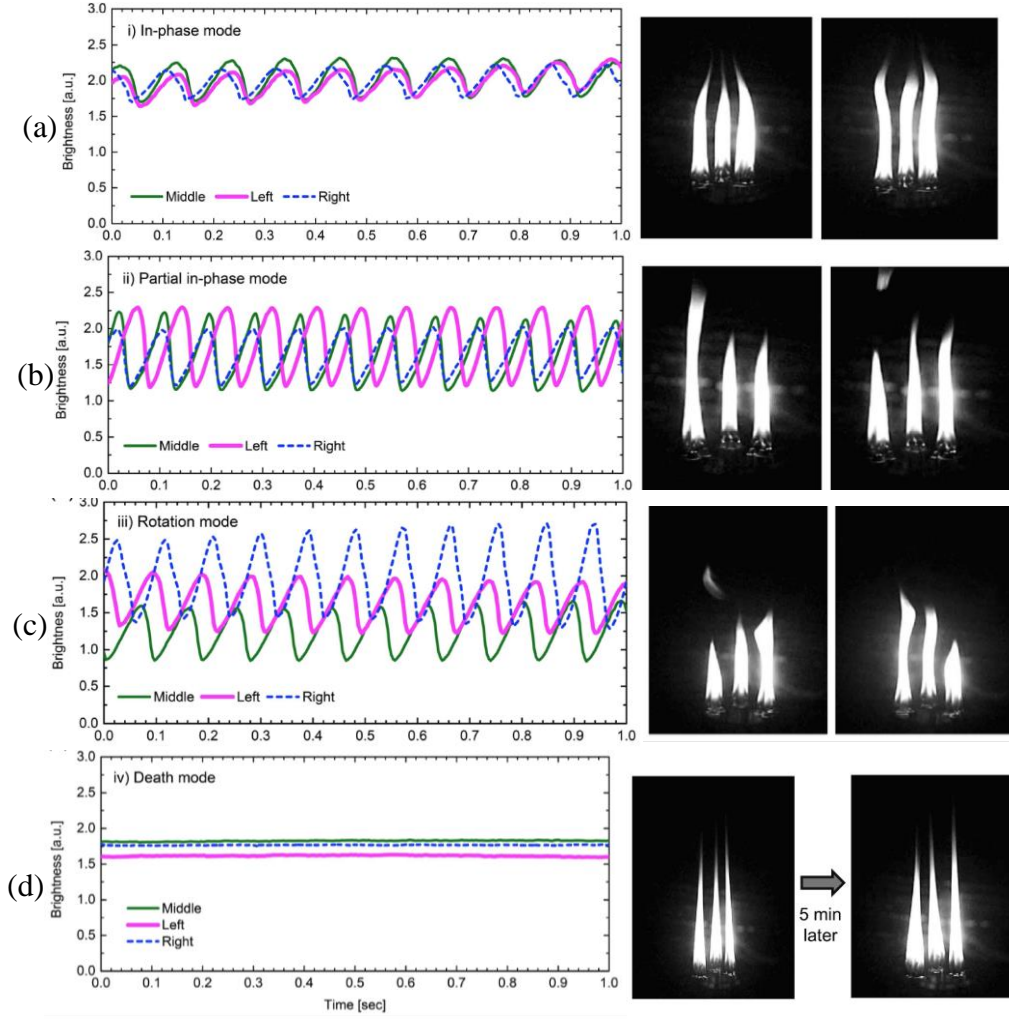 (a)
i) In-phase mode
Brightness [a.u.]
3.0
2.5
2.0
1.5
1.0
0.5
0.0
Middle Left Right
0.0 0.1 0.2 0.3 0.4 0.5 0.6 0.7 0.8 0.9 1.0
(b)
ii) Partial in-phase mode
Brightness [a.u.]
3.0
2.5
2.0
1.5
1.0
0.5
0.0
Middle Left Right
0.0 0.1 0.2 0.3 0.4 0.5 0.6 0.7 0.8 0.9 1.0
(c)
iii) Rotation mode
Brightness [a.u.]
3.0
2.5
2.0
1.5
1.0
0.5
0.0
Middle Left Right
0.0 0.1 0.2 0.3 0.4 0.5 0.6 0.7 0.8 0.9 1.0
(d)
iv) Death mode
Brightness [a.u.]
3.0
2.5
2.0
1.5
1.0
0.5
0.0
Middle
Left
Right
0.0 0.1 0.2 0.3 0.4 0.5 0.6 0.7 0.8 0.9 1.0
Time [sec]
5 min
later